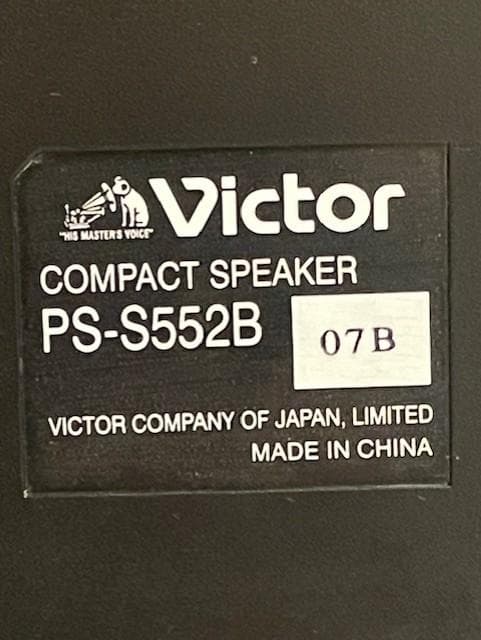 Victor
"HIS MASTER'S VOICE"
COMPACT SPEAKER
PS-S552B
07B
VICTOR COMPANY OF JAPAN, LIMITED
MADE IN CHINA